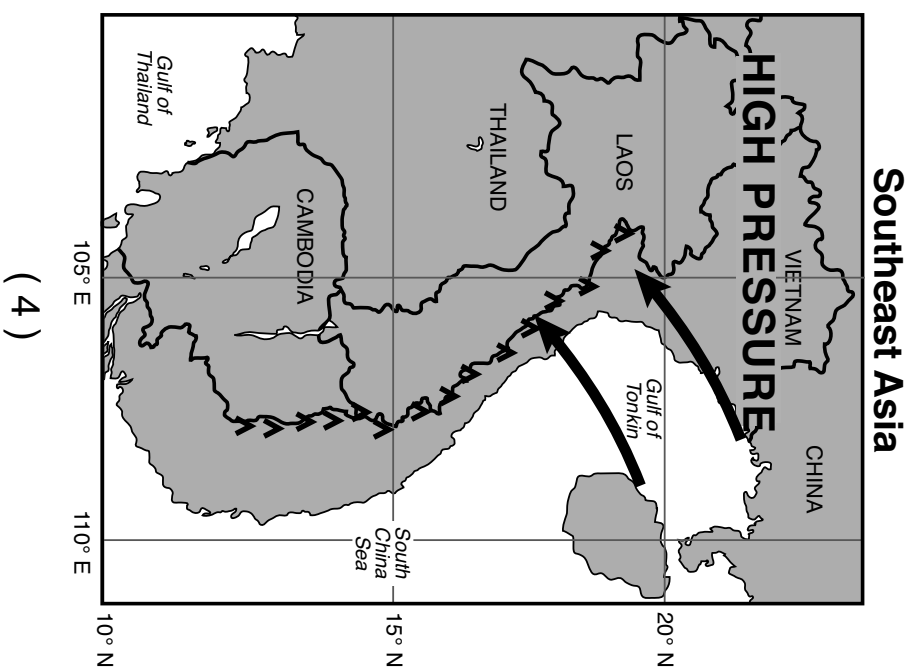 Southeast Asia
HIGH PRESSURE
VIETNAM
CHINA
LAOS
THAILAND
Gulf of
Tonkin
CAMBODIA
South
China
Sea
Gulf of
Thailand
20° N
15° N
10° N
105° E
110° E
( 4 )